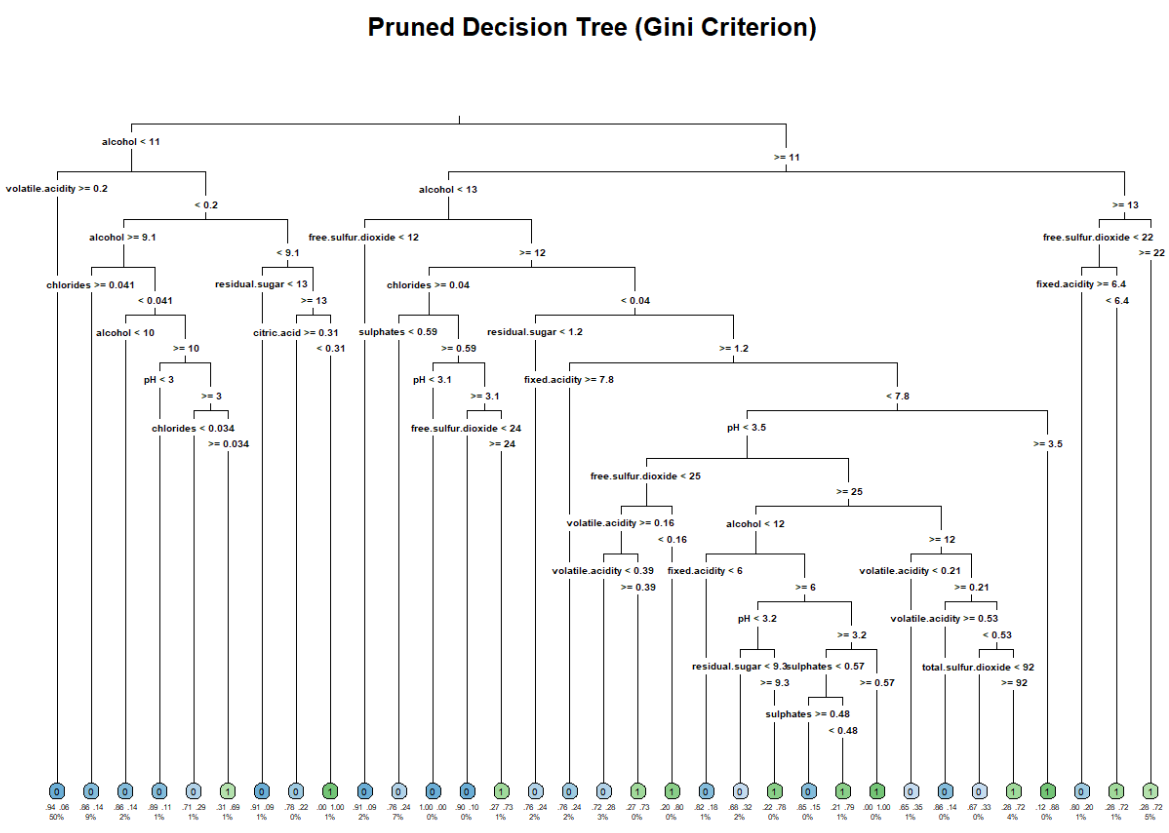 Pruned Decision Tree (Gini Criterion)
alcohol < 11
>= 11
volatile.acidity >= 0.2
alcohol < 13
< 0.2
>= 13
alcohol >= 9.1
free.sulfur.dioxide < 12
free.sulfur.dioxide < 22
< 9.1
>= 12
>= 22
chlorides >= 0.041
residual.sugar < 13
chlorides >= 0.04
fixed.acidity >= 6.4
< 0.041
>= 13
< 0.04
< 6.4
alcohol < 10
citric.acid >= 0.31
sulphates < 0.59
residual.sugar < 1.2
>= 10
< 0.31
>= 0.59
>= 1.2
pH < 3
pH < 3.1
fixed.acidity >= 7.8
>= 3
>= 3.1
< 7.8
chlorides < 0.034
free.sulfur.dioxide < 24
pH < 3.5
>= 0.034
>= 24
>= 3.5
free.sulfur.dioxide < 25
>= 25
volatile.acidity >= 0.16
alcohol < 12
< 0.16
>= 12
volatile.acidity < 0.39
fixed.acidity < 6
volatile.acidity < 0.21
>= 0.39
>= 6
>= 0.21
pH < 3.2
volatile.acidity >= 0.53
>= 3.2
< 0.53
residual.sugar < 9.3
sulphates < 0.57
total.sulfur.dioxide < 92
>= 9.3
>= 0.57
>= 92
sulphates >= 0.48
< 0.48
0 0 0 0 0 1 0 0 1 0 0 0 0 1 0 0 0 1 1 0 0 1 0 1 1 0 0 0 1 1 0 1 1
.94 .06 .86 .14 .86 .14 .89 .11 .71 .29 .31 .69 .91 .09 .78 .22 .00 1.00 .91 .09 .76 .24 1.00 .00 .90 .10 .27 .73 .76 .24 .76 .24 .72 .28 .27 .73 .20 .80 .82 .18 .68 .32 .22 .78 .85 .15 .21 .79 .00 1.00 .65 .35 .86 .14 .67 .33 .28 .72 .12 .88 .80 .20 .28 .72 .28 .72
50% 9% 2% 1% 0% 1% 1% 0% 1% 2% 7% 0% 0% 0% 2% 2% 3% 0% 0% 1% 2% 0% 0% 1% 0% 1% 0% 0% 4% 0% 1% 1% 5%